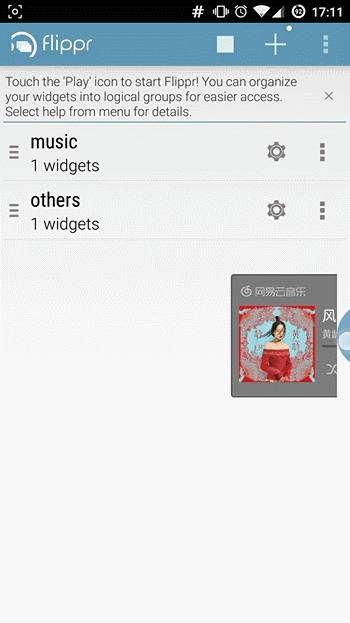 # 92 17:11
flippr
Touch the 'Play' icon to start Flippr! You can organize
your widgets into logical groups for easier access.
Select help from menu for details.
music
1 widgets
others
1 widgets
网易云音乐
风
黄龄